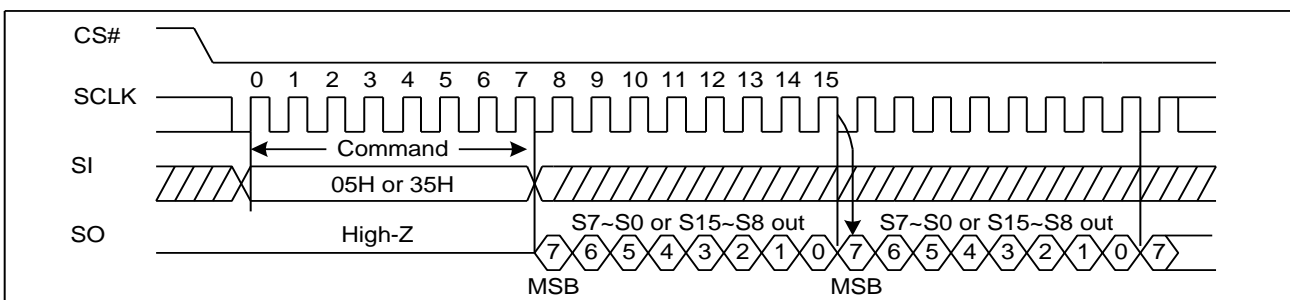 CS#
0 1 2 3 4 5 6 7 8 9 10 11 12 13 14 15
SCLK
Command
SI
05H or 35H
S7~S0 or S15~S8 out S7~S0 or S15~S8 out
SO High-Z
7 6 5 4 3 2 1 0 7 6 5 4 3 2 1 0 7
MSB MSB